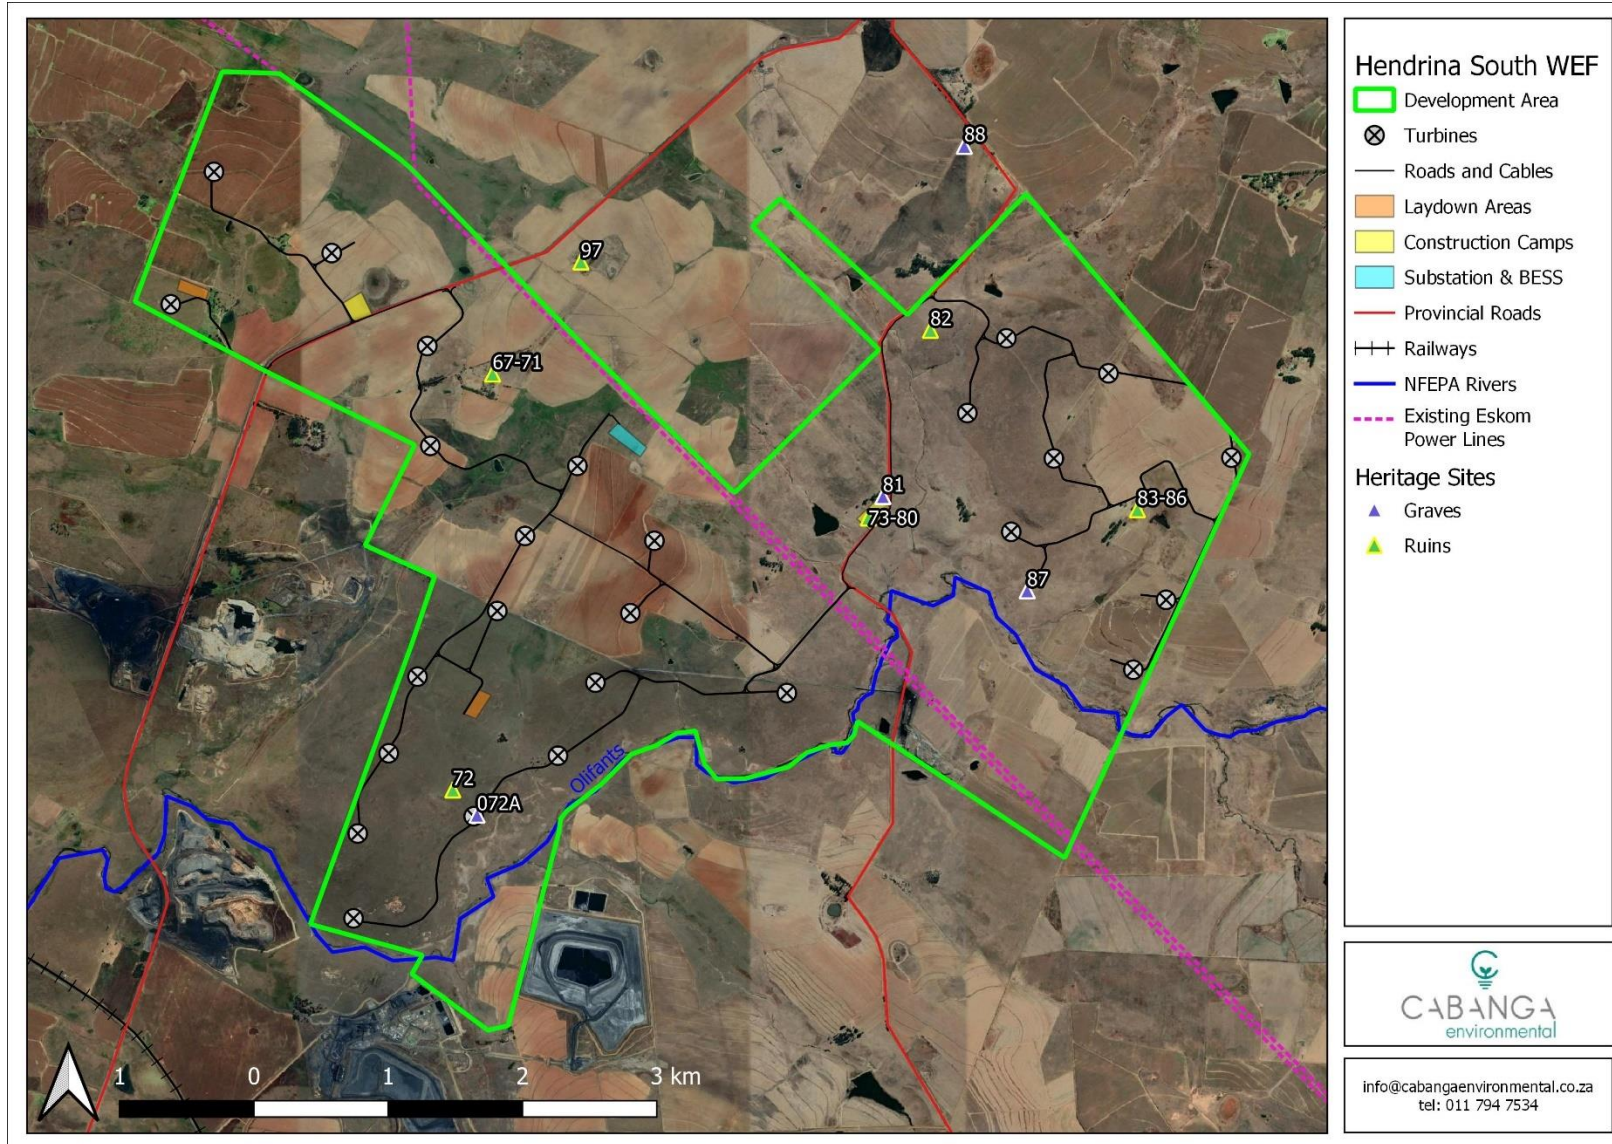 88
97
82
67-71
81
73-80
83-86
87
72
072A
Olifants
1 0 1 2 3 km
Hendrina South WEF
Development Area
Turbines
Roads and Cables
Laydown Areas
Construction Camps
Substation & BESS
Provincial Roads
Railways
NFEPA Rivers
Existing Eskom
Power Lines
Heritage Sites
Graves
Ruins
CABANGA
environmental
info@cabangaenvironmental.co.za
tel: 011 794 7534